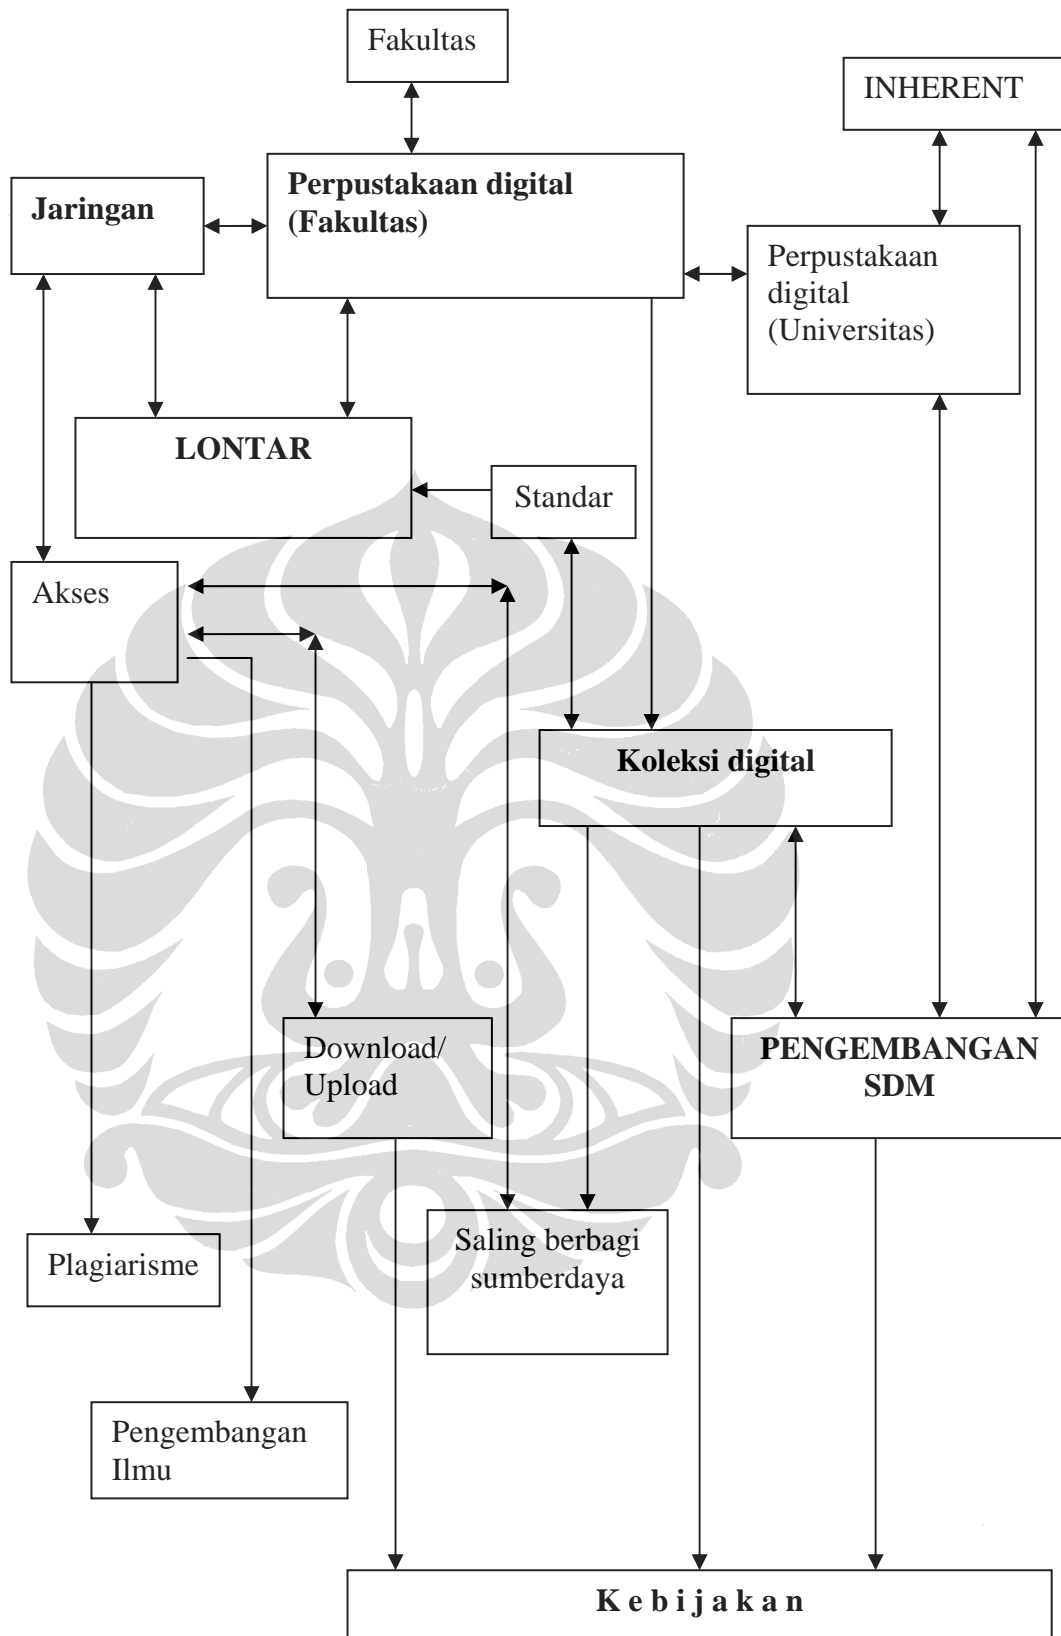 Fakultas
INHERENT
Jaringan
Perpustakaan digital
(Fakultas)
Perpustakaan
digital
(Universitas)
LONTAR
Standar
Akses
Koleksi digital
Download/
Upload
PENGEMBANGAN
SDM
Plagiarisme
Saling berbagi
sumberdaya
Pengembangan
Ilmu
K e b i j a k a n